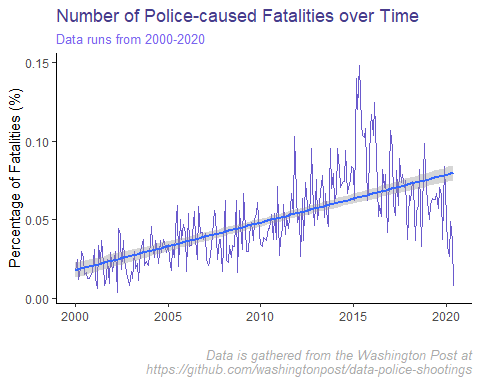 Number of Police-caused Fatalities over Time
Data runs from 2000-2020
Percentage of Fatalities (%)
0.15
0.10
0.05
0.00
2000 2005 2010 2015 2020
Data is gathered from the Washington Post at
https://github.com/washingtonpost/data-police-shootings